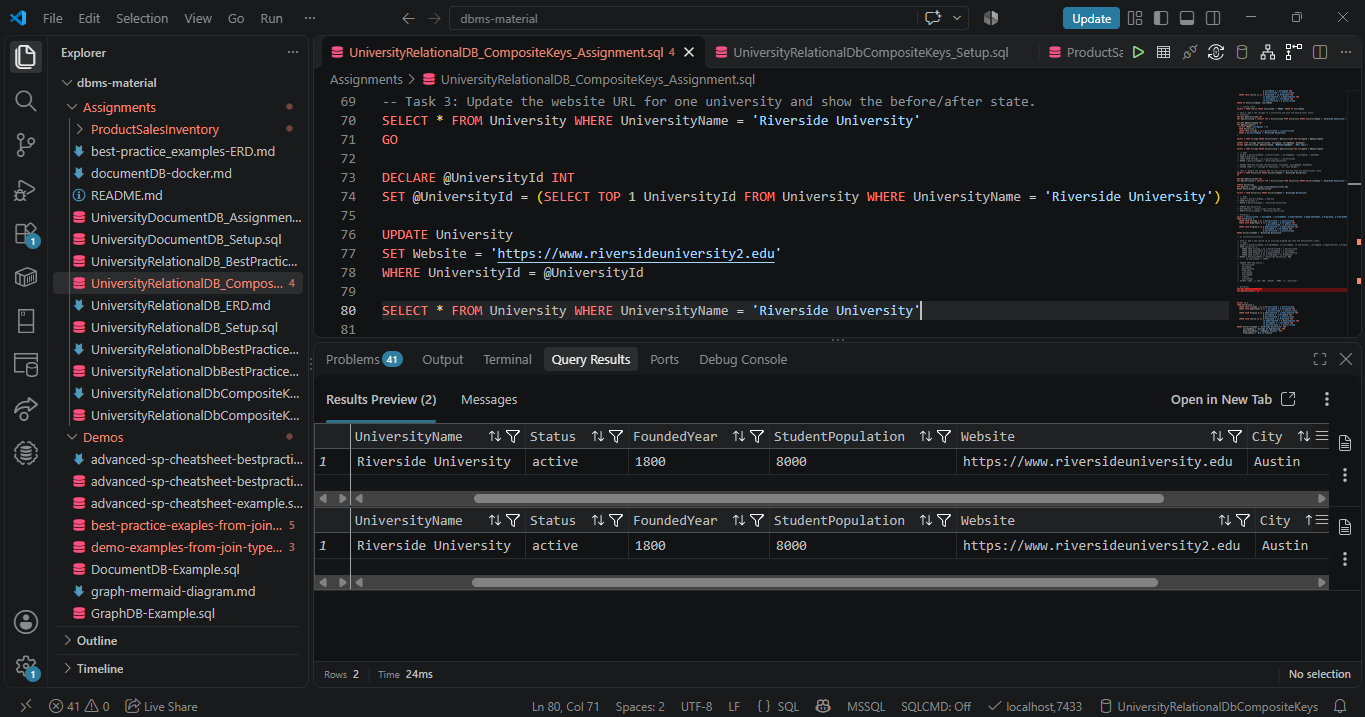 File Edit Selection View Go Run ···
dbms-material
Update
Explorer ···
dbms-material
Assignments
ProductSalesInventory
best-practice_examples-ERD.md
documentDB-docker.md
README.md
UniversityDocumentDB_Assignmen...
UniversityDocumentDB_Setup.sql
UniversityRelationalDB_BestPractic...
UniversityRelationalDB_Compos... 4
UniversityRelationalDB_ERD.md
UniversityRelationalDB_Setup.sql
UniversityRelationalDbBestPractice...
UniversityRelationalDbBestPractice...
UniversityRelationalDbCompositeK...
UniversityRelationalDbCompositeK...
Demos
advanced-sp-cheatsheet-bestpracti...
advanced-sp-cheatsheet-bestpracti...
advanced-sp-cheatsheet-example.s...
best-practice-exaples-from-join... 5
demo-examples-from-join-type... 3
DocumentDB-Example.sql
graph-mermaid-diagram.md
GraphDB-Example.sql
Outline
Timeline
1
1
UniversityRelationalDB_CompositeKeys_Assignment.sql 4
UniversityRelationalDbCompositeKeys_Setup.sql
ProductSa
Assignments > UniversityRelationalDB_CompositeKeys_Assignment.sql
69 -- Task 3: Update the website URL for one university and show the before/after state.
70 SELECT * FROM University WHERE UniversityName = 'Riverside University'
71 GO
72
73 DECLARE @UniversityId INT
74 SET @UniversityId = (SELECT TOP 1 UniversityId FROM University WHERE UniversityName = 'Riverside University')
75
76 UPDATE University
77 SET Website = 'https://www.riversideuniversity2.edu'
78 WHERE UniversityId = @UniversityId
79
80 SELECT * FROM University WHERE UniversityName = 'Riverside University'
81
Problems 41 Output Terminal Query Results Ports Debug Console
Results Preview (2) Messages Open in New Tab
UniversityName Status FoundedYear StudentPopulation Website City
1 Riverside University active 1800 8000 https://www.riversideuniversity.edu Austin
UniversityName Status FoundedYear StudentPopulation Website City
1 Riverside University active 1800 8000 https://www.riversideuniversity2.edu Austin
Rows 2 Time 24ms No selection
41 0 Live Share Ln 80, Col 71 Spaces: 2 UTF-8 LF { } SQL MSSQL SQLCMD: Off localhost,7433 UniversityRelationalDbCompositeKeys